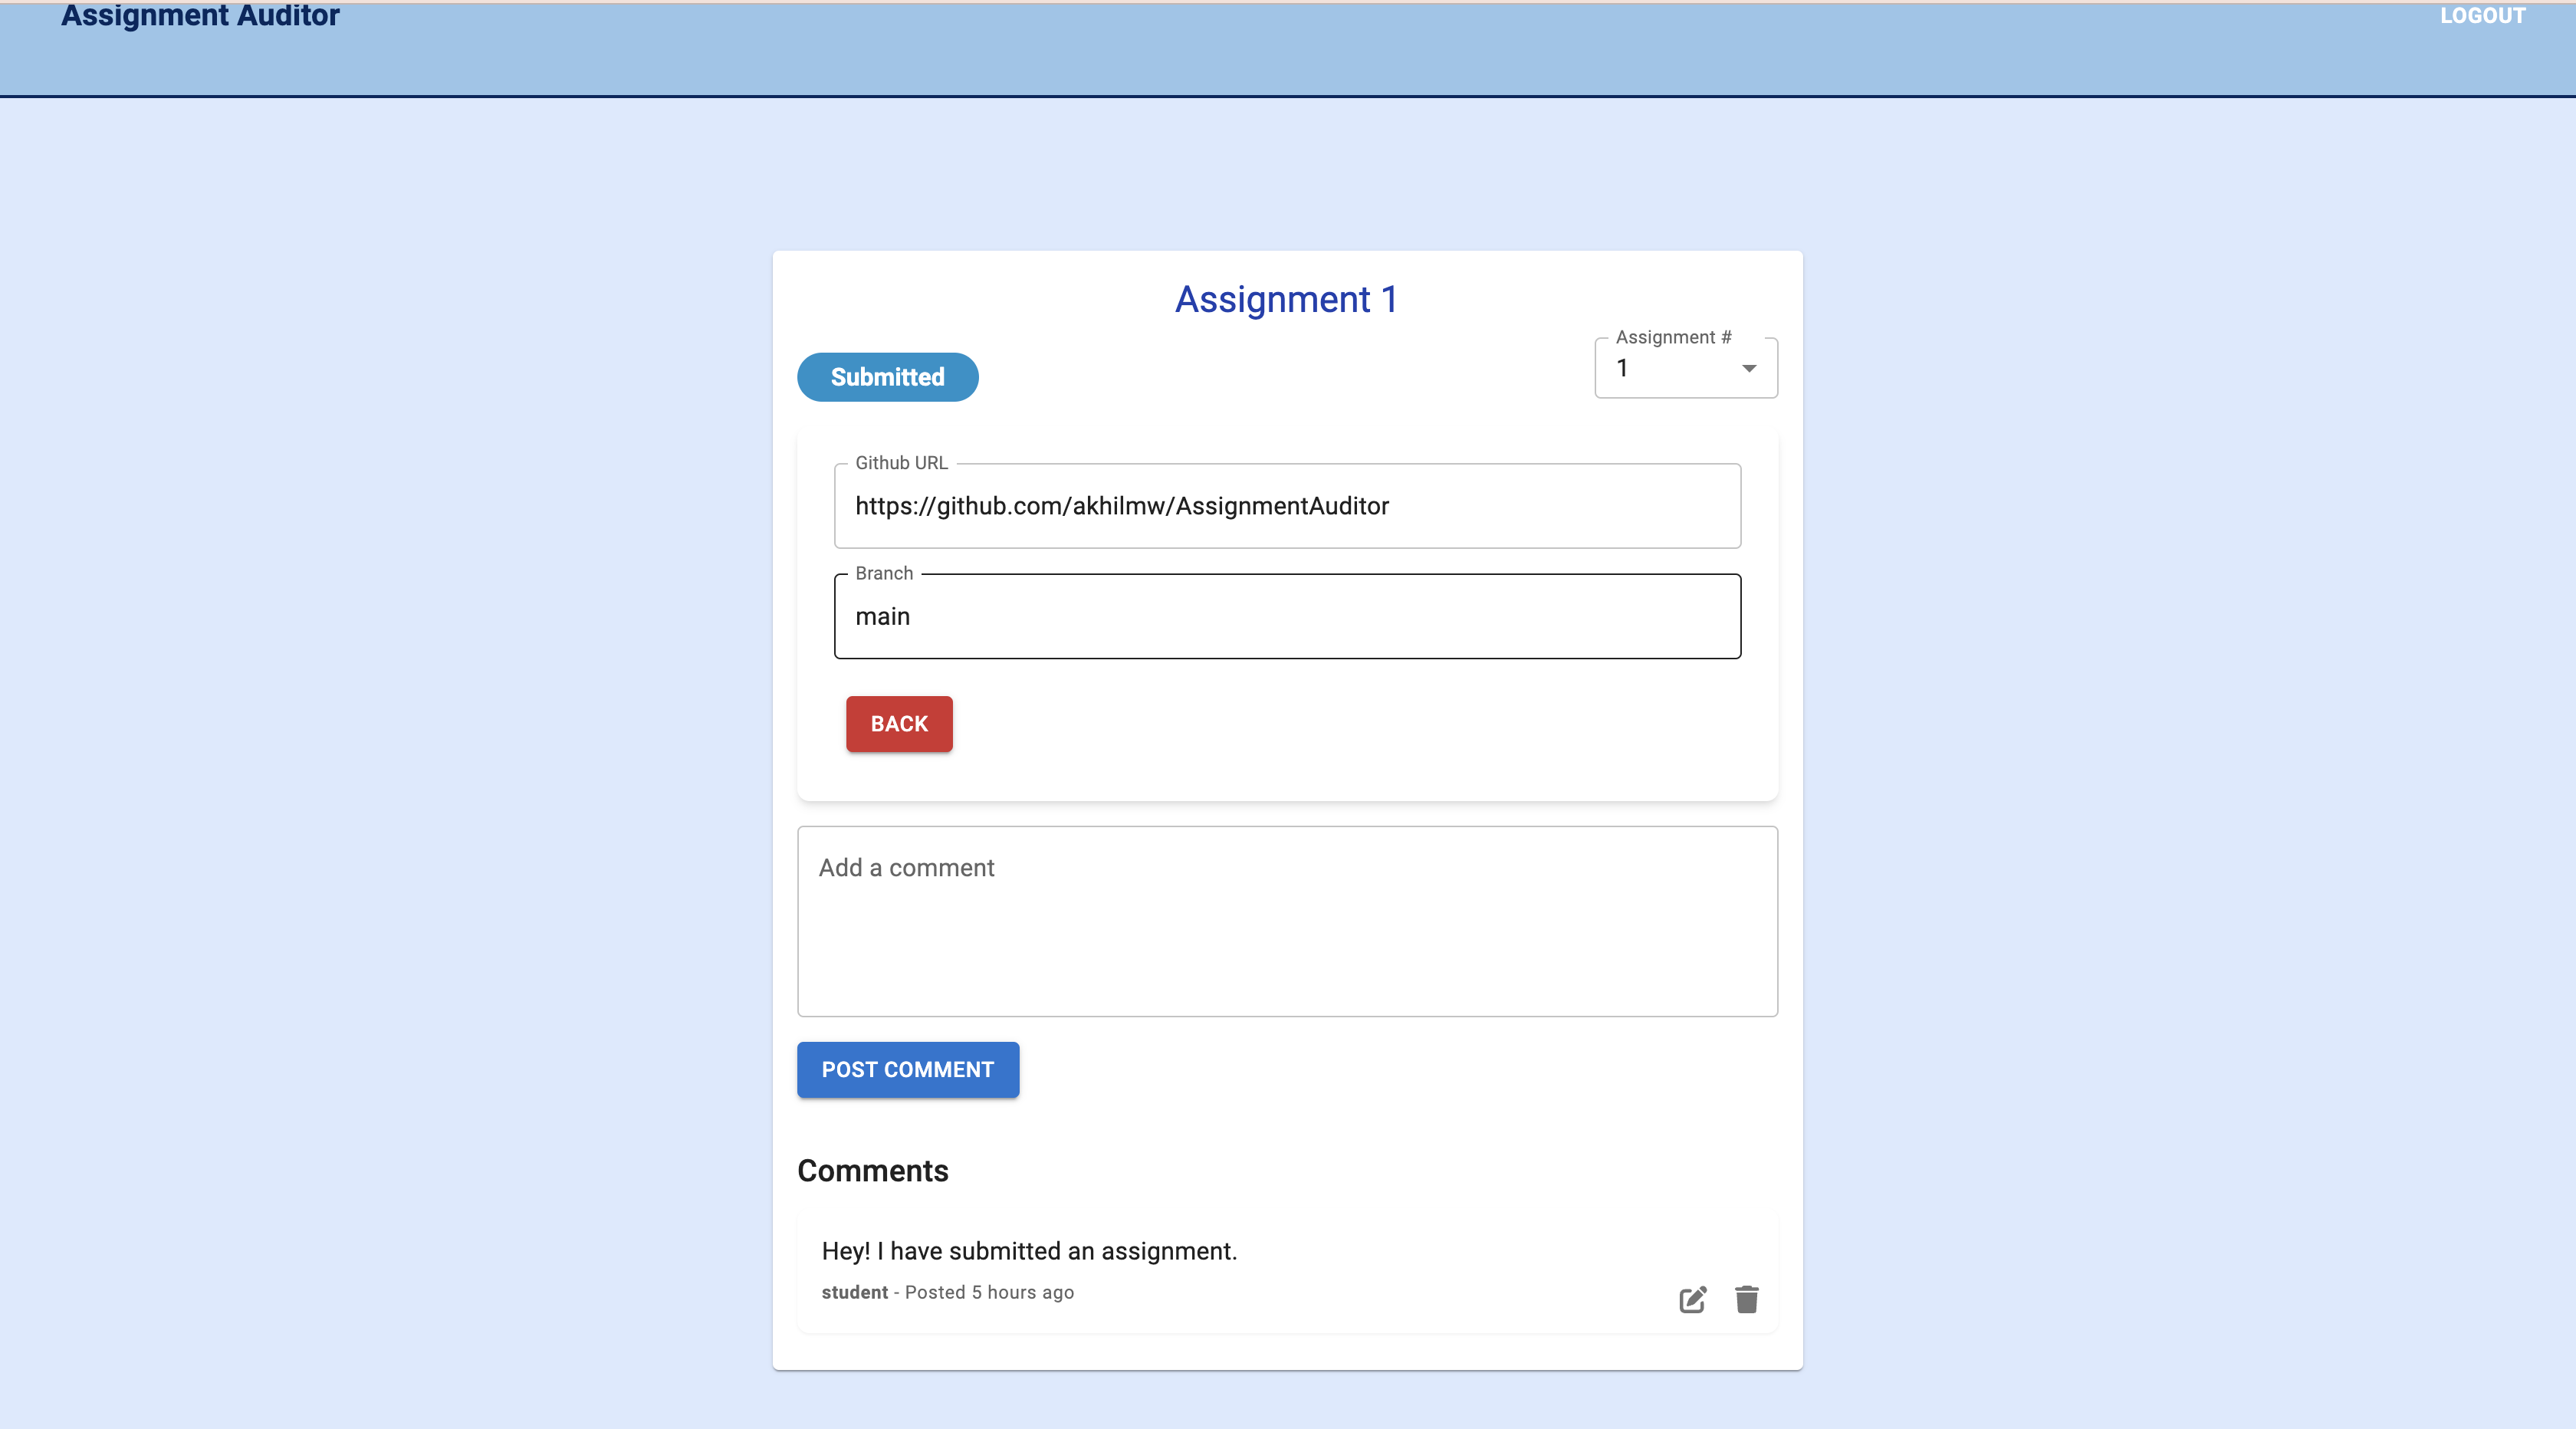 Assignment Auditor
LOGOUT
Assignment 1
Submitted
Assignment #
1
Github URL
https://github.com/akhilmw/AssignmentAuditor
Branch
main
BACK
Add a comment
POST COMMENT
Comments
Hey! I have submitted an assignment.
student - Posted 5 hours ago